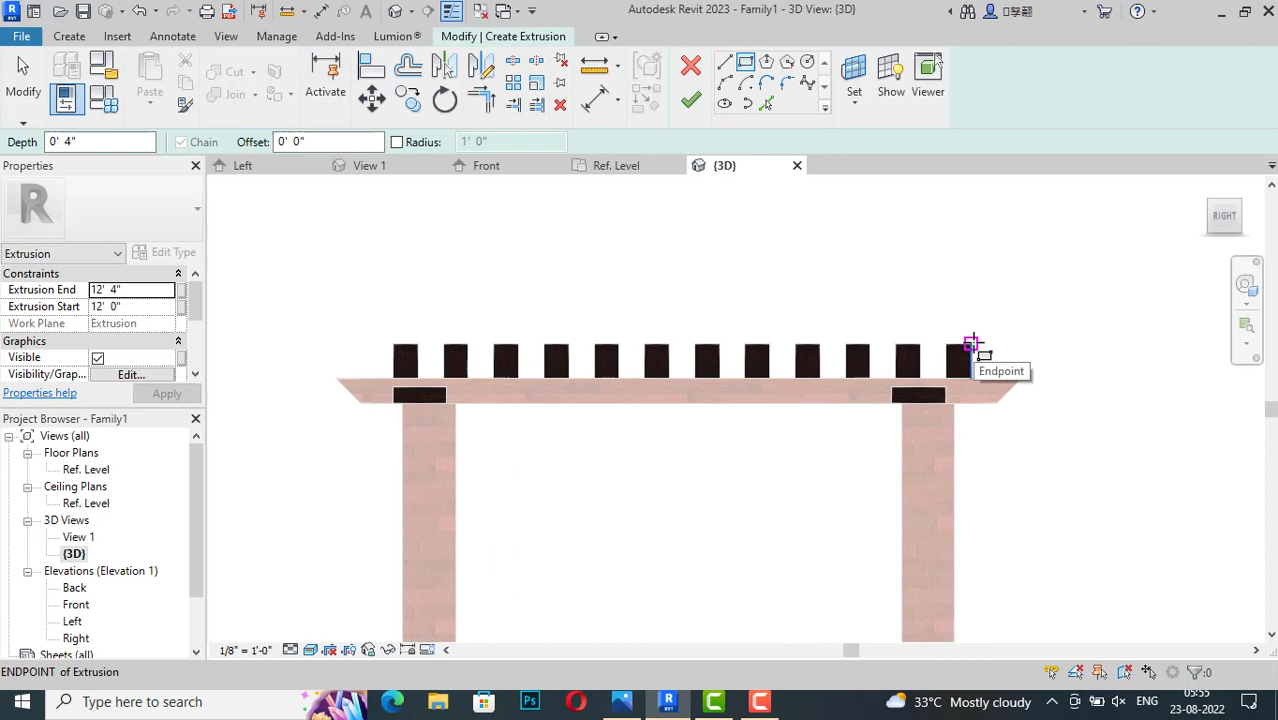 Autodesk Revit 2023 - Family1 - 3D View: {3D}
File Create Insert Annotate View Manage Add-Ins Lumion® Modify | Create Extrusion
Modify Paste Cut Join Activate Set Show Viewer
Depth 0' 4" Chain Offset: 0' 0" Radius: 1' 0"
Properties
Left View 1 Front Ref. Level {3D}
R
RIGHT
Extrusion Edit Type
Constraints
Extrusion End 12' 4"
Extrusion Start 12' 0"
Work Plane Extrusion
Graphics
Visible
Visibility/Grap... Edit...
Properties help Apply
Endpoint
Project Browser - Family1
Views (all)
Floor Plans
Ref. Level
Ceiling Plans
Ref. Level
3D Views
View 1
{3D}
Elevations (Elevation 1)
Back
Front
Left
Right
Sheets (all)
1/8" = 1'-0"
ENDPOINT of Extrusion
:0
Type here to search
Ps
R RVT
C
C
33°C Mostly cloudy
ENG
05:55
23-08-2022